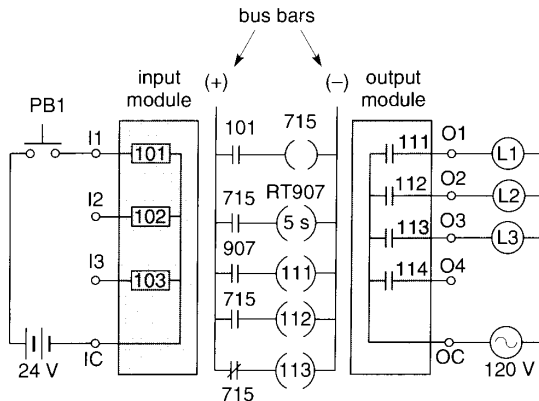 bus bars
input
module
(+)
(−)
output
module
PB1
I1
101
I2
102
I3
103
IC
24 V
101
715
715
RT907
5 s
907
111
715
112
715
113
111
O1
L1
112
O2
L2
113
O3
L3
114
O4
OC
120 V